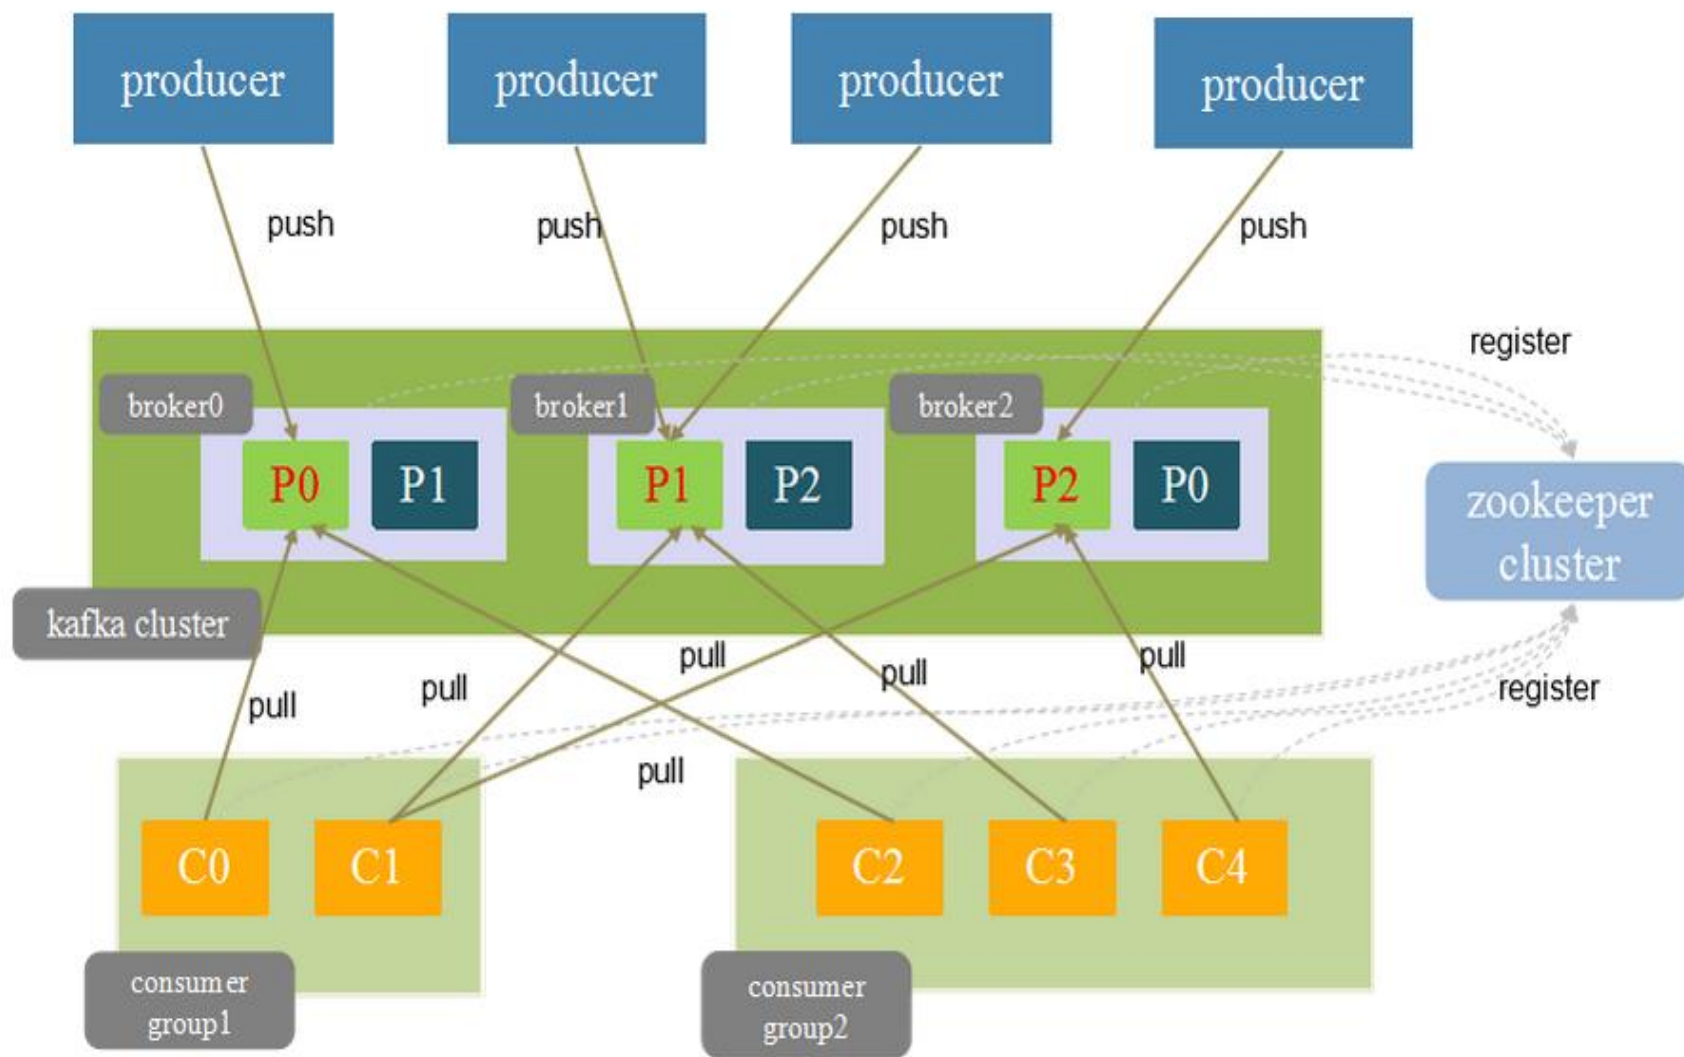 producer
producer
producer
producer
push
push
push
push
register
broker0
broker1
broker2
P0
P1
P1
P2
P2
P0
zookeeper
cluster
kafka cluster
pull
pull
pull
pull
pull
pull
register
C0
C1
C2
C3
C4
consumer
group1
consumer
group2